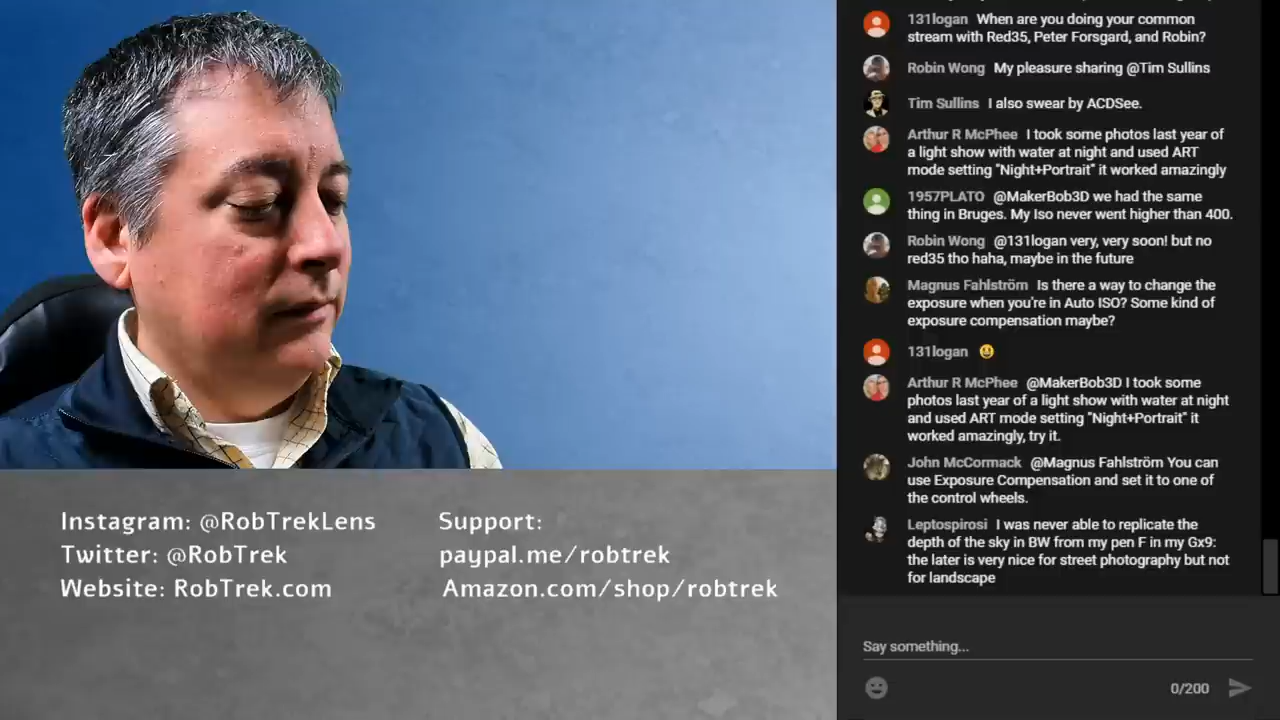 Instagram: @RobTrekLens
Twitter: @RobTrek
Website: RobTrek.com
Support:
paypal.me/robtrek
Amazon.com/shop/robtrek
131logan When are you doing your common
stream with Red35, Peter Forsgard, and Robin?
Robin Wong My pleasure sharing @Tim Sullins
Tim Sullins I also swear by ACDSee.
Arthur R McPhee I took some photos last year of
a light show with water at night and used ART
mode setting "Night+Portrait" it worked amazingly
1957PLATO @MakerBob3D we had the same
thing in Bruges. My Iso never went higher than 400.
Robin Wong @131logan very, very soon! but no
red35 tho haha, maybe in the future
Magnus Fahlström Is there a way to change the
exposure when you're in Auto ISO? Some kind of
exposure compensation maybe?
131logan 😃
Arthur R McPhee @MakerBob3D I took some
photos last year of a light show with water at night
and used ART mode setting "Night+Portrait" it
worked amazingly, try it.
John McCormack @Magnus Fahlström You can
use Exposure Compensation and set it to one of
the control wheels.
Leptospirosi I was never able to replicate the
depth of the sky in BW from my pen F in my Gx9:
the later is very nice for street photography but not
for landscape
Say something...
0/200